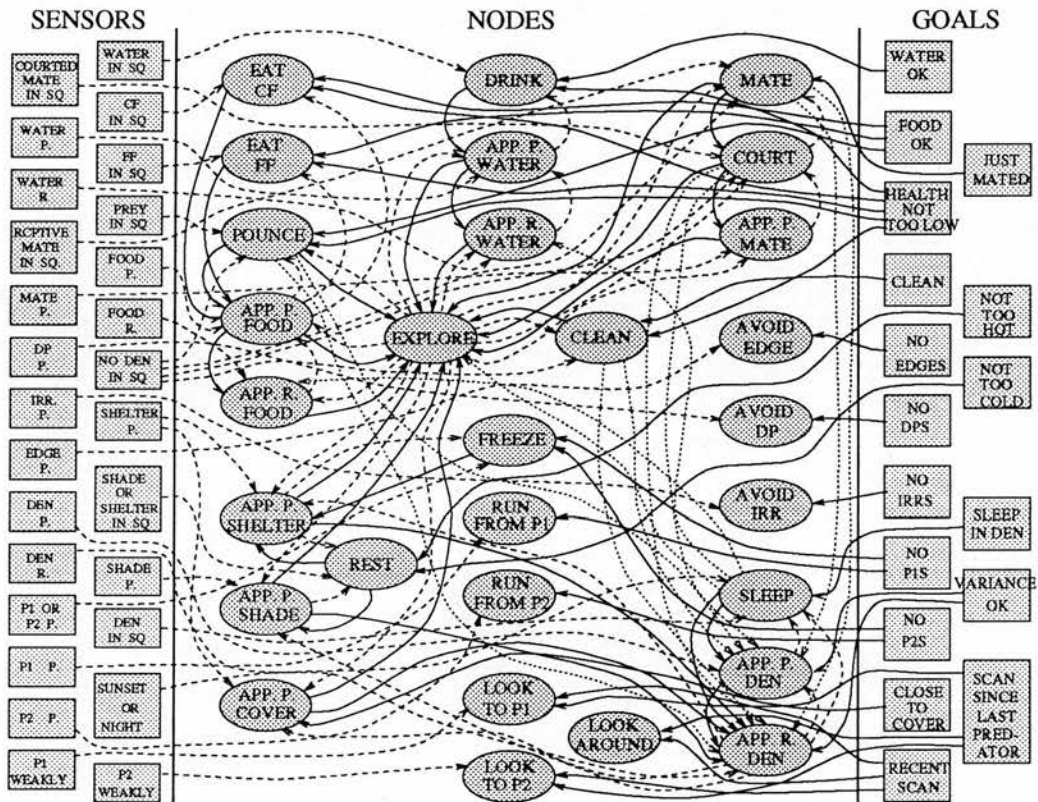 SENSORS
NODES
GOALS
COURTED
MATE
IN SQ
WATER
P.
WATER
R
RCPTIVE
MATE
IN SQ.
MATE
P.
DP
P.
IRR.
P.
EDGE
P.
DEN
P.
DEN
R.
P1 OR
P2 P.
P1 P.
P2 P.
P1
WEAKLY
WATER
IN SQ
CF
IN SQ
FF
IN SQ
PREY
IN SQ
FOOD
P.
FOOD
R.
NO DEN
IN SQ
SHELTER
P.
SHADE
OR
SHELTER
IN SQ
SHADE
P.
DEN
IN SQ
SUNSET
OR
NIGHT
P2
WEAKLY
EAT
CF
EAT
FF
POUNCE
APP. P.
FOOD
APP. R.
FOOD
APP. P.
SHELTER
REST
APP. P.
SHADE
APP. P.
COVER
DRINK
APP. P.
WATER
APP. R.
WATER
EXPLORE
CLEAN
FREEZE
RUN
FROM P1
RUN
FROM P2
LOOK
TO P1
LOOK
AROUND
LOOK
TO P2
MATE
COURT
APP. P.
MATE
AVOID
EDGE
AVOID
DP
AVOID
IRR
SLEEP
APP. P.
DEN
APP. R.
DEN
WATER
OK
FOOD
OK
HEALTH
NOT
TOO LOW
CLEAN
NO
EDGES
NO
DPS
NO
IRRS
NO
P1S
NO
P2S
CLOSE
TO
COVER
RECENT
SCAN
JUST
MATED
NOT
TOO
HOT
NOT
TOO
COLD
SLEEP
IN DEN
VARIANCE
OK
SCAN
SINCE
LAST
PRED-
ATOR